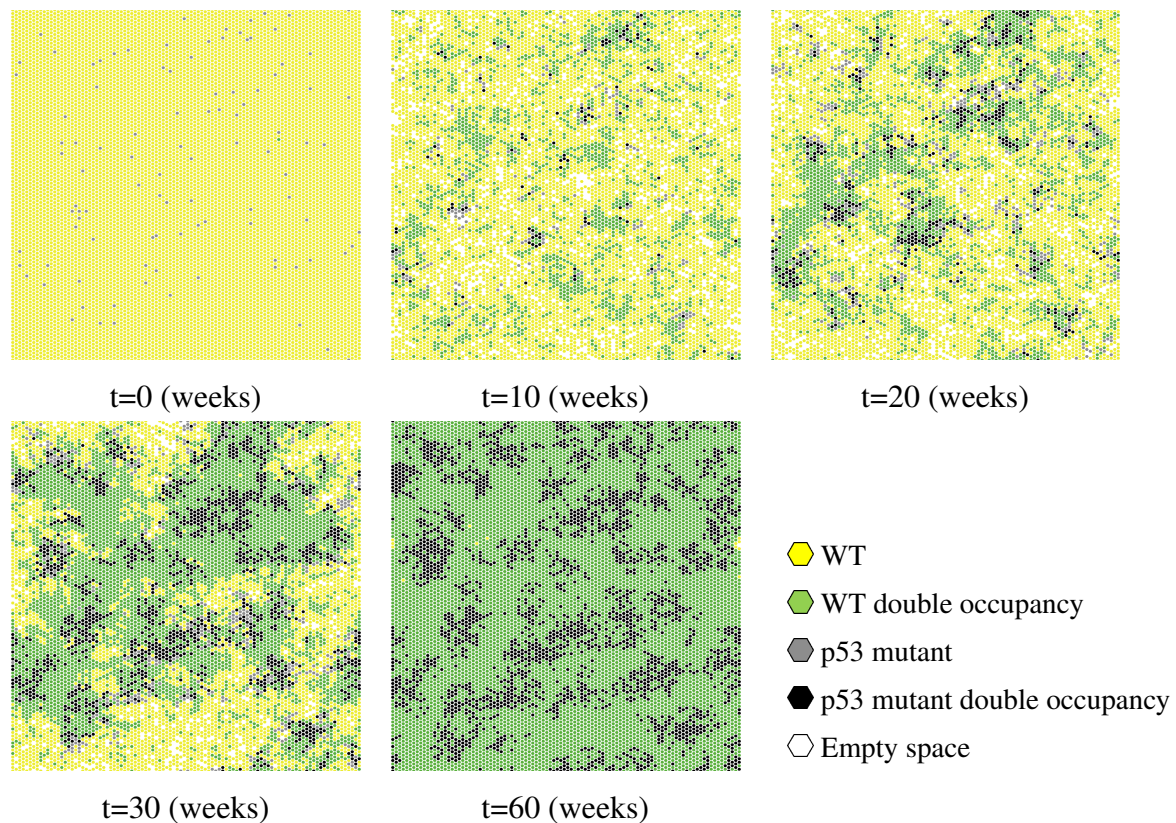 t=0 (weeks)
t=10 (weeks)
t=20 (weeks)
WT
WT double occupancy
p53 mutant
p53 mutant double occupancy
Empty space
t=30 (weeks)
t=60 (weeks)